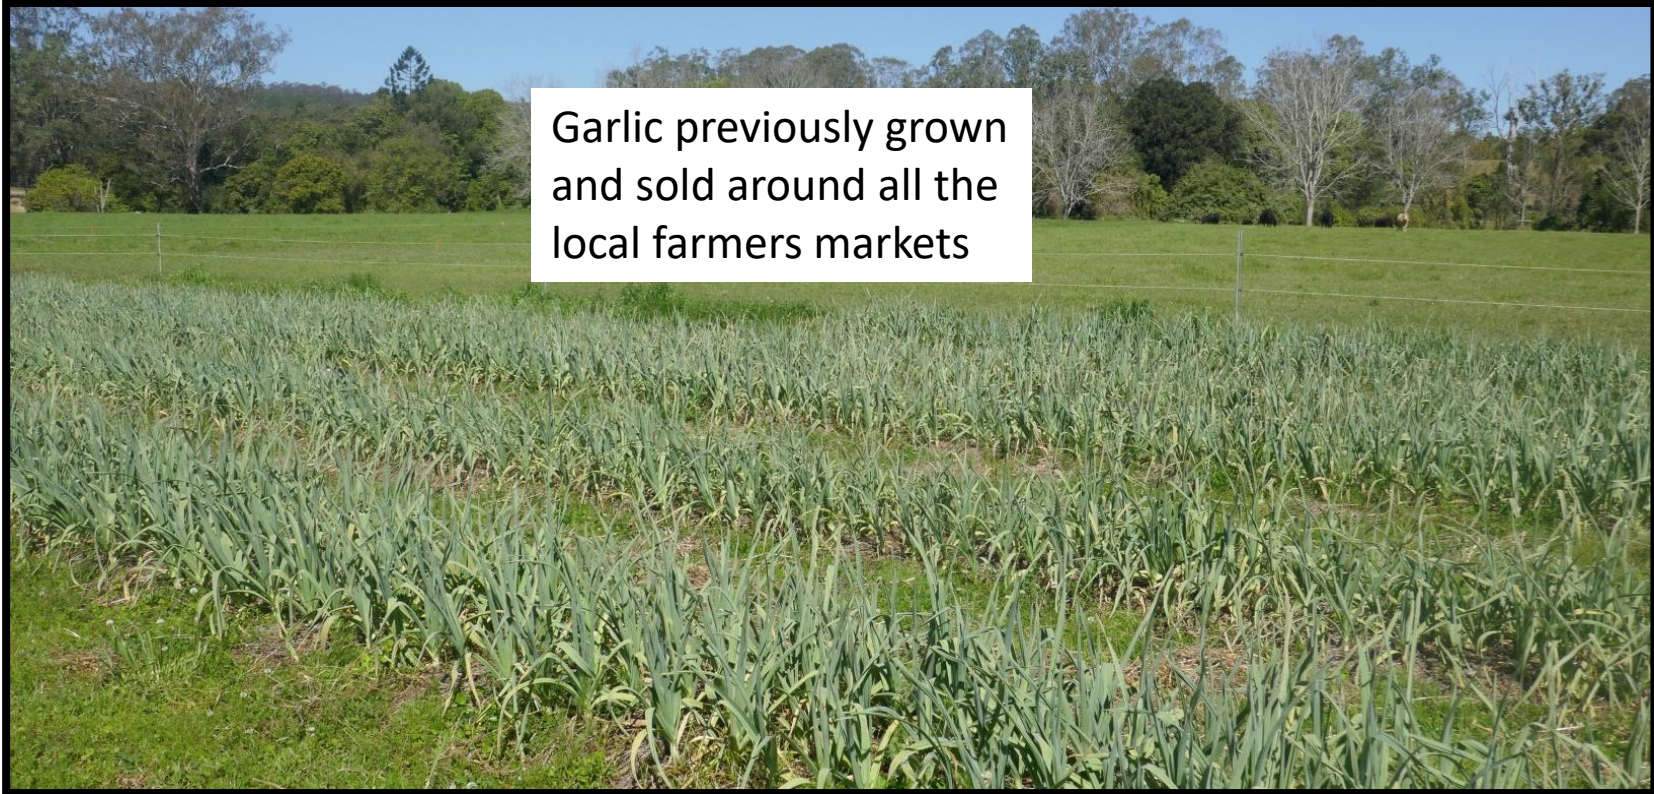 Garlic previously grown
and sold around all the
local farmers markets